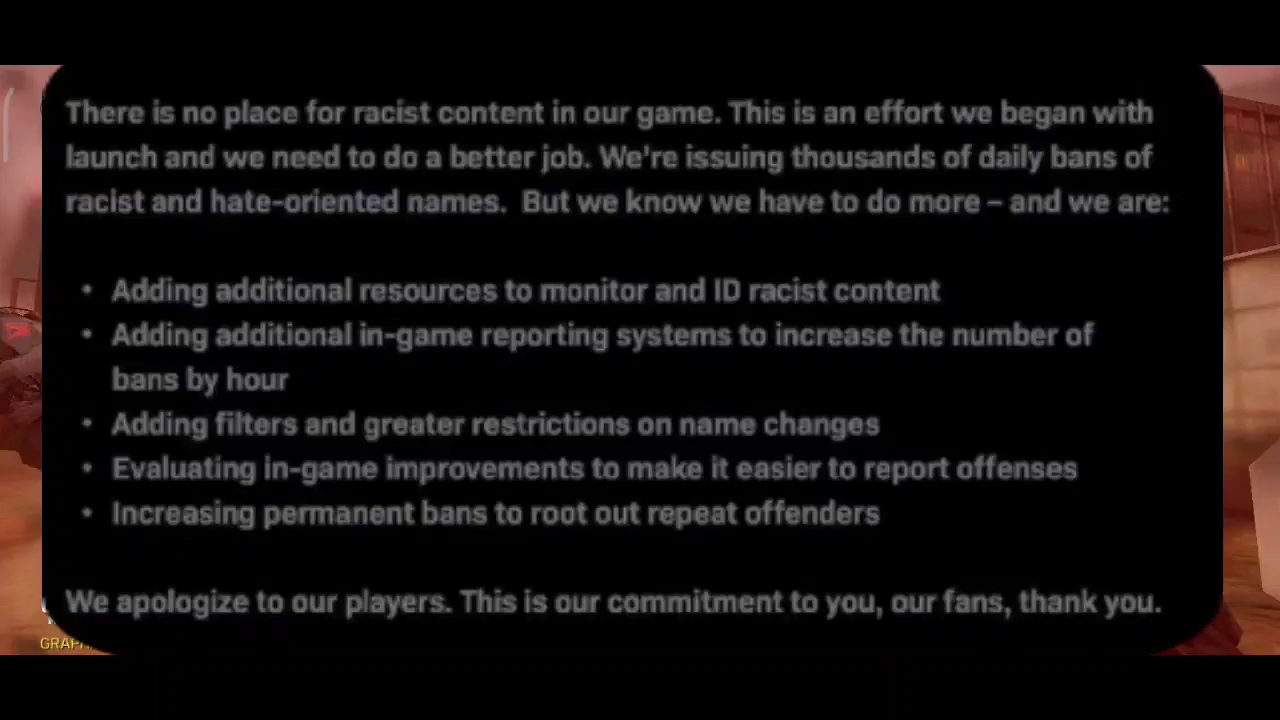 There is no place for racist content in our game. This is an effort we began with
launch and we need to do a better job. We're issuing thousands of daily bans of
racist and hate-oriented names.  But we know we have to do more – and we are:
• Adding additional resources to monitor and ID racist content
• Adding additional in-game reporting systems to increase the number of
bans by hour
• Adding filters and greater restrictions on name changes
• Evaluating in-game improvements to make it easier to report offenses
• Increasing permanent bans to root out repeat offenders
We apologize to our players. This is our commitment to you, our fans, thank you.